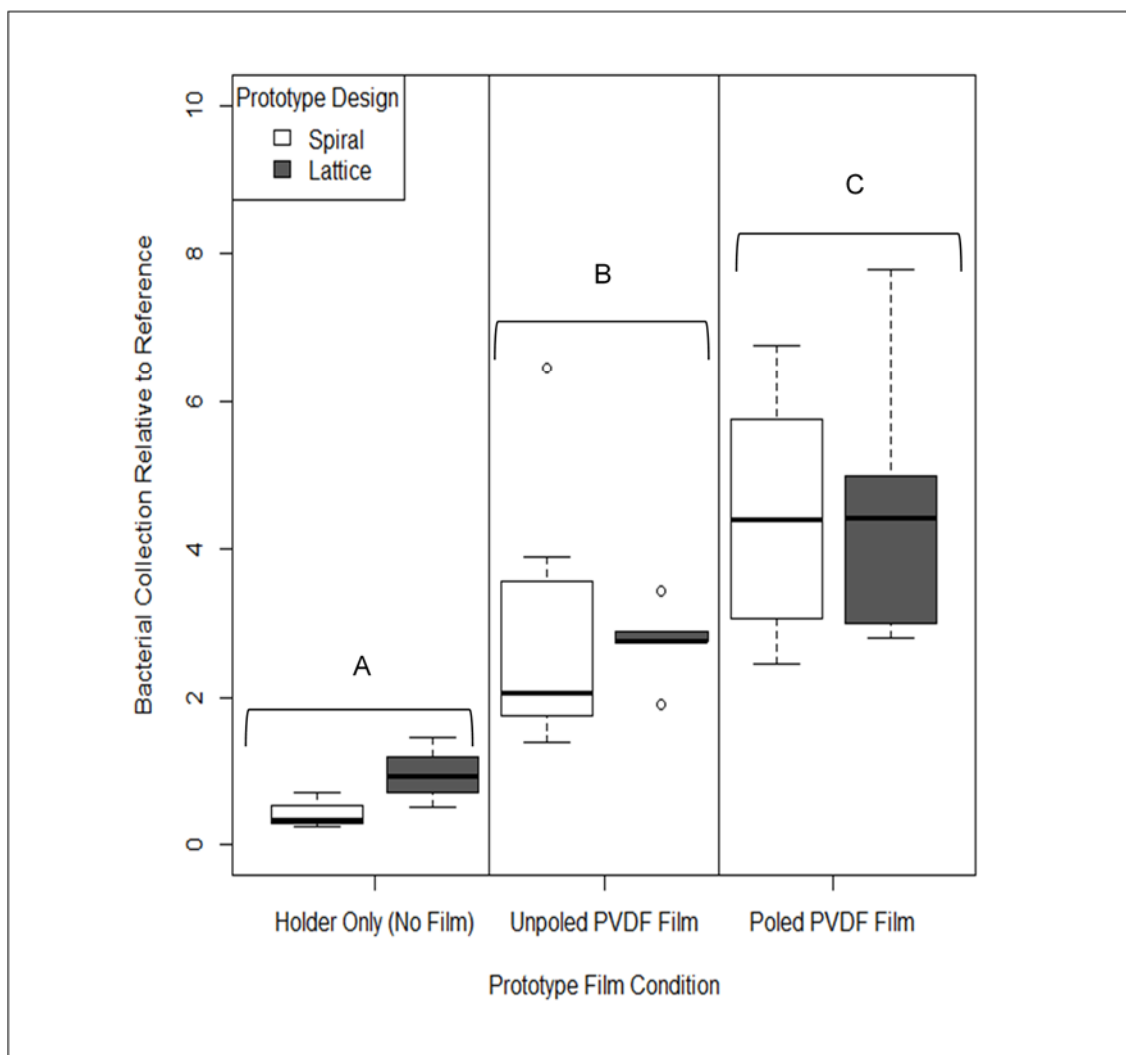 Prototype Design
Spiral
Lattice
A
B
C
10
8
6
4
2
0
Bacterial Collection Relative to Reference
Holder Only (No Film)
Unpoled PVDF Film
Poled PVDF Film
Prototype Film Condition